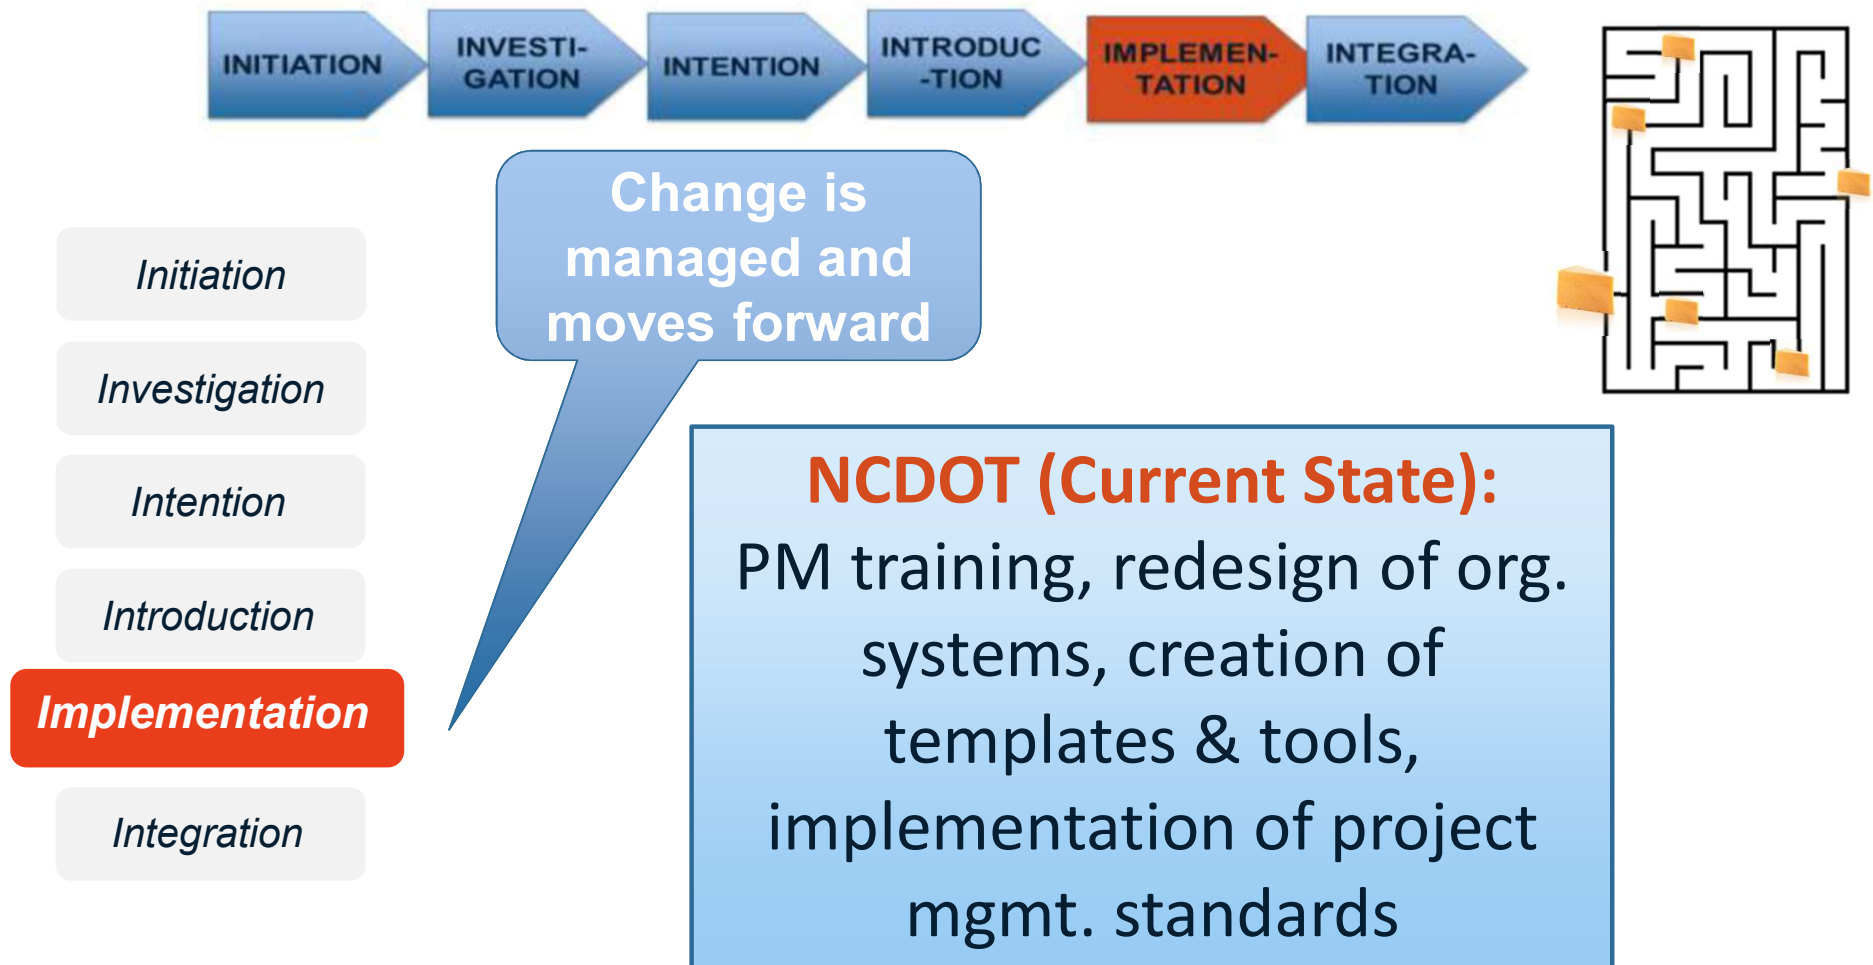 INITIATION
INVESTI-
GATION
INTENTION
INTRODUC
-TION
IMPLEMEN-
TATION
INTEGRA-
TION
Change is
managed and
moves forward
Initiation
Investigation
Intention
Introduction
Implementation
Integration
NCDOT (Current State):
PM training, redesign of org.
systems, creation of
templates & tools,
implementation of project
mgmt. standards